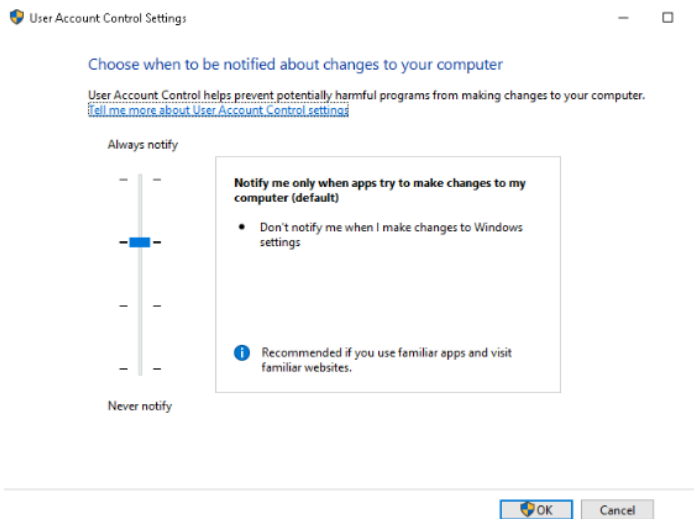 User Account Control Settings
Choose when to be notified about changes to your computer
User Account Control helps prevent potentially harmful programs from making changes to your computer.
Tell me more about User Account Control settings
Always notify
Notify me only when apps try to make changes to my
computer (default)
• Don't notify me when I make changes to Windows
settings
Recommended if you use familiar apps and visit
familiar websites.
Never notify
OK
Cancel